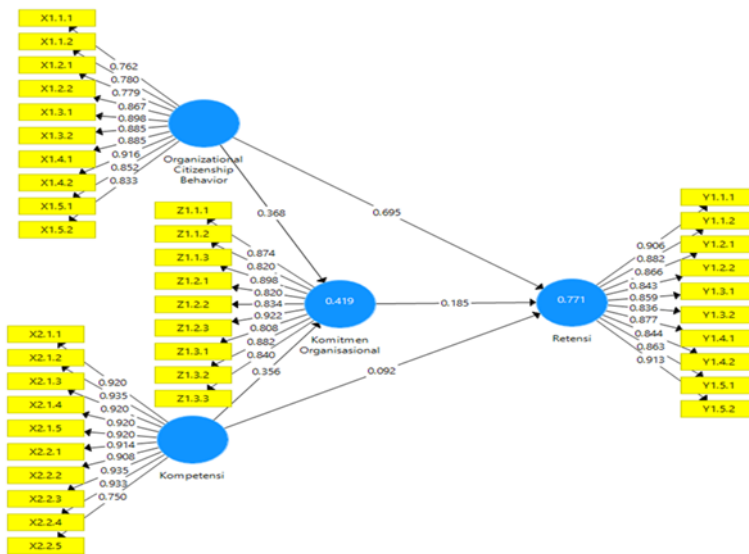 X1.1.1
X1.1.2
X1.2.1
X1.2.2
X1.3.1
X1.3.2
X1.4.1
X1.4.2
X1.5.1
X1.5.2
0.762
0.780
0.779
0.867
0.898
0.885
0.885
0.916
0.852
0.833
Organizational
Citizenship
Behavior
0.368
0.695
Z1.1.1
Z1.1.2
Z1.1.3
Z1.2.1
Z1.2.2
Z1.2.3
Z1.3.1
Z1.3.2
Z1.3.3
0.874
0.820
0.898
0.820
0.834
0.922
0.808
0.882
0.840
0.419
Komitmen
Organisasional
0.185
0.356
0.092
X2.1.1
X2.1.2
X2.1.3
X2.1.4
X2.1.5
X2.2.1
X2.2.2
X2.2.3
X2.2.4
X2.2.5
0.920
0.935
0.920
0.920
0.920
0.914
0.908
0.935
0.933
0.750
Kompetensi
0.771
Retensi
0.906
0.882
0.866
0.843
0.859
0.836
0.877
0.844
0.863
0.913
Y1.1.1
Y1.1.2
Y1.2.1
Y1.2.2
Y1.3.1
Y1.3.2
Y1.4.1
Y1.4.2
Y1.5.1
Y1.5.2